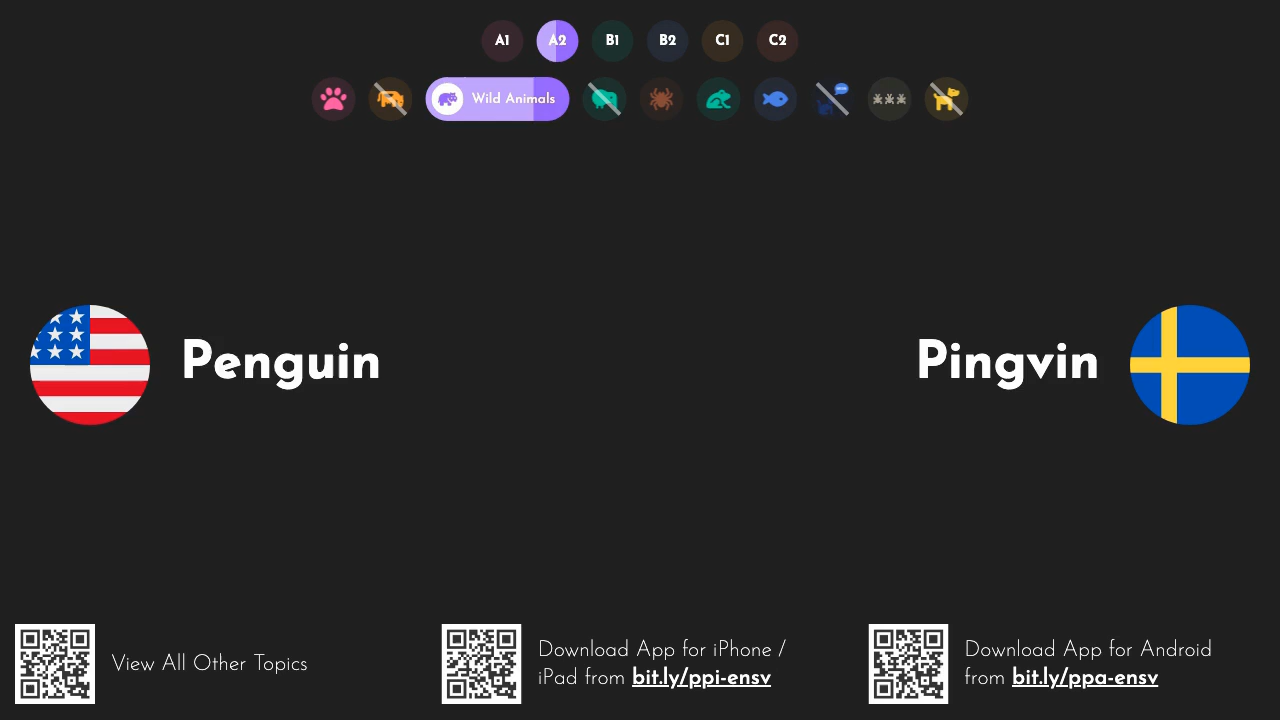 A1 A2 B1 B2 C1 C2
Wild Animals
Penguin
Pingvin
View All Other Topics
Download App for iPhone /
iPad from bit.ly/ppi-ensv
Download App for Android
from bit.ly/ppa-ensv